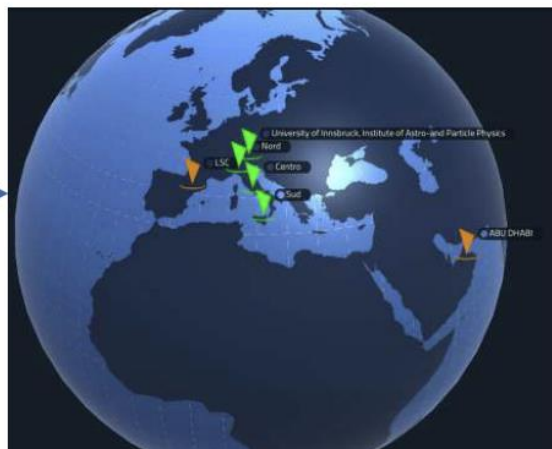 University of Innsbruck, Institute of Astro-and Particle Physics
Nord
LSC
Centro
Sud
ABU DHABI